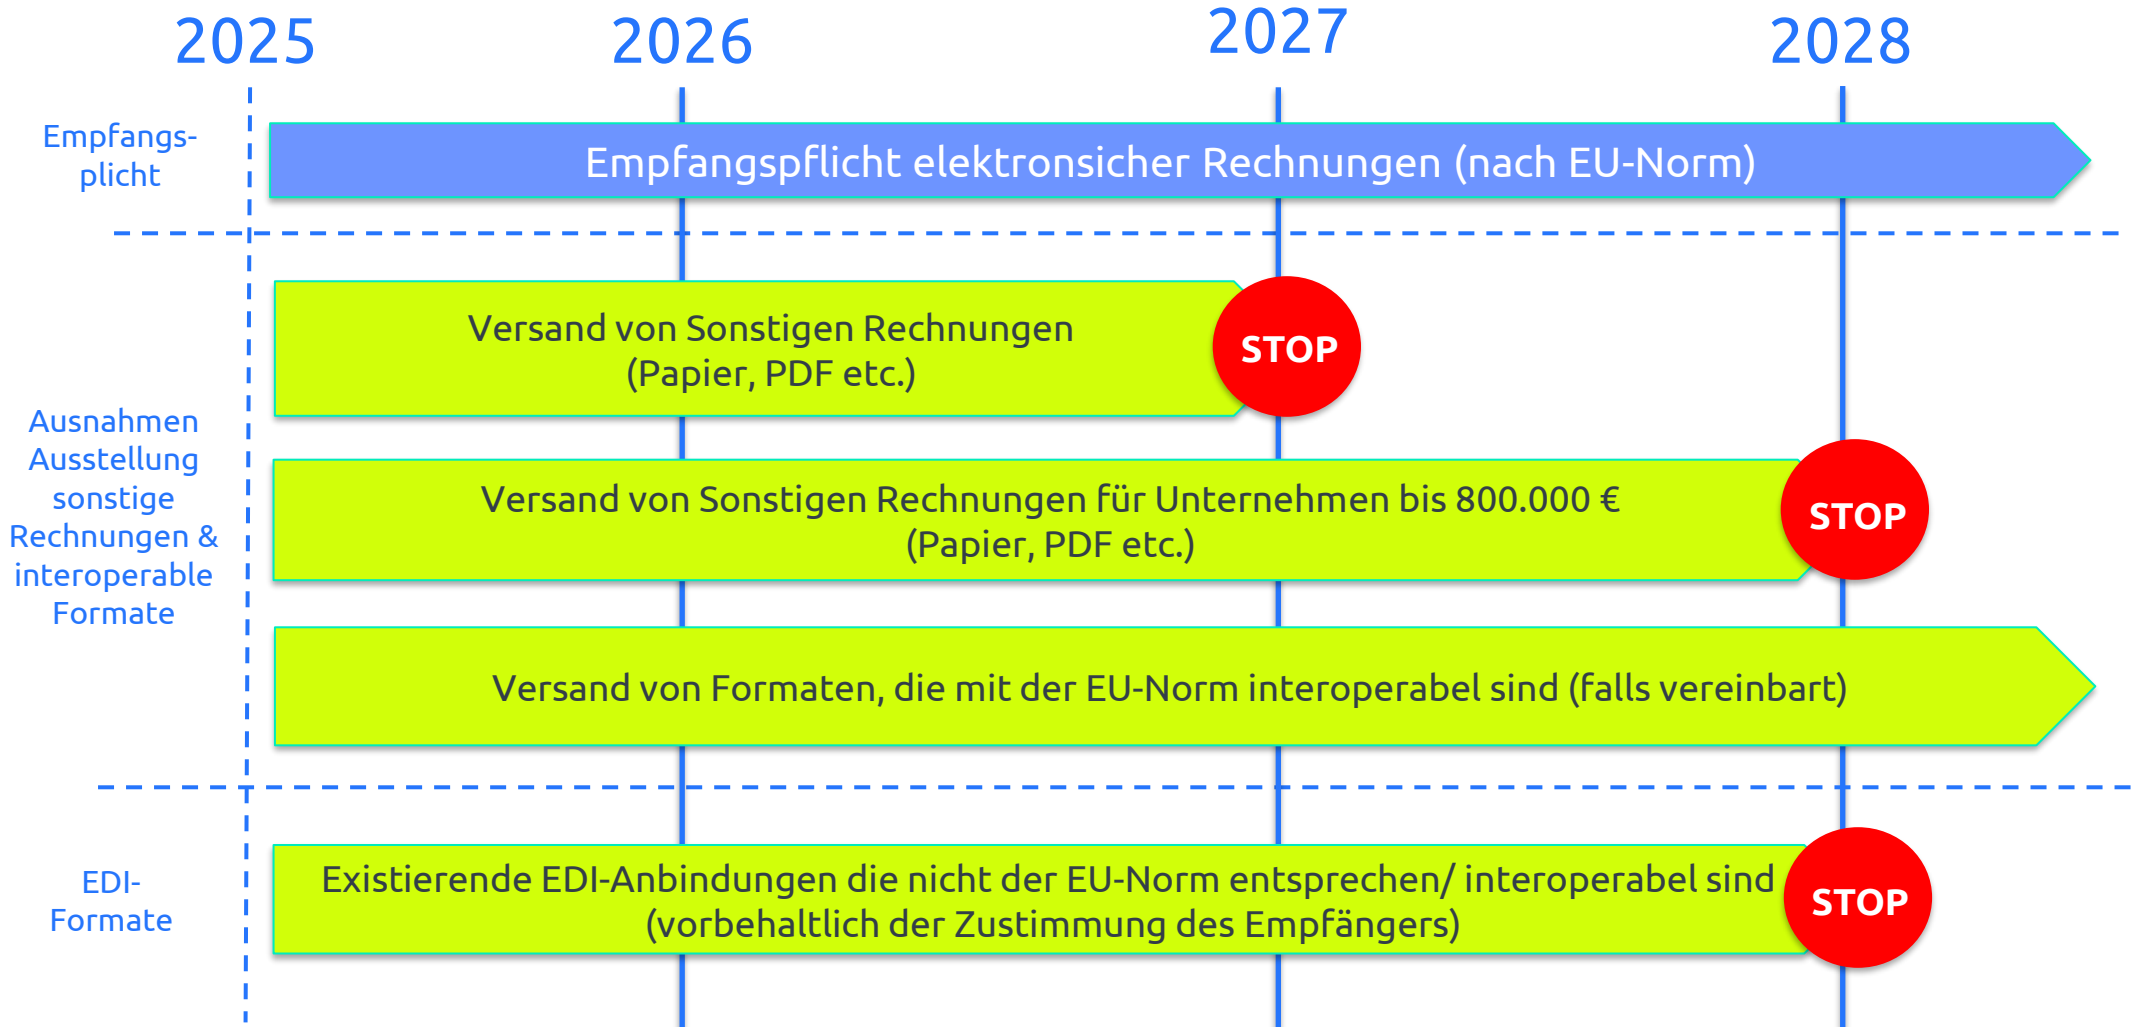 2025
2026
2027
2028
Empfangs-
plicht
Empfangspflicht elektronsicher Rechnungen (nach EU-Norm)
Ausnahmen
Ausstellung
sonstige
Rechnungen &
interoperable
Formate
Versand von Sonstigen Rechnungen
(Papier, PDF etc.)
STOP
Versand von Sonstigen Rechnungen für Unternehmen bis 800.000 €
(Papier, PDF etc.)
STOP
Versand von Formaten, die mit der EU-Norm interoperabel sind (falls vereinbart)
EDI-
Formate
Existierende EDI-Anbindungen die nicht der EU-Norm entsprechen/ interoperabel sind
(vorbehaltlich der Zustimmung des Empfängers)
STOP